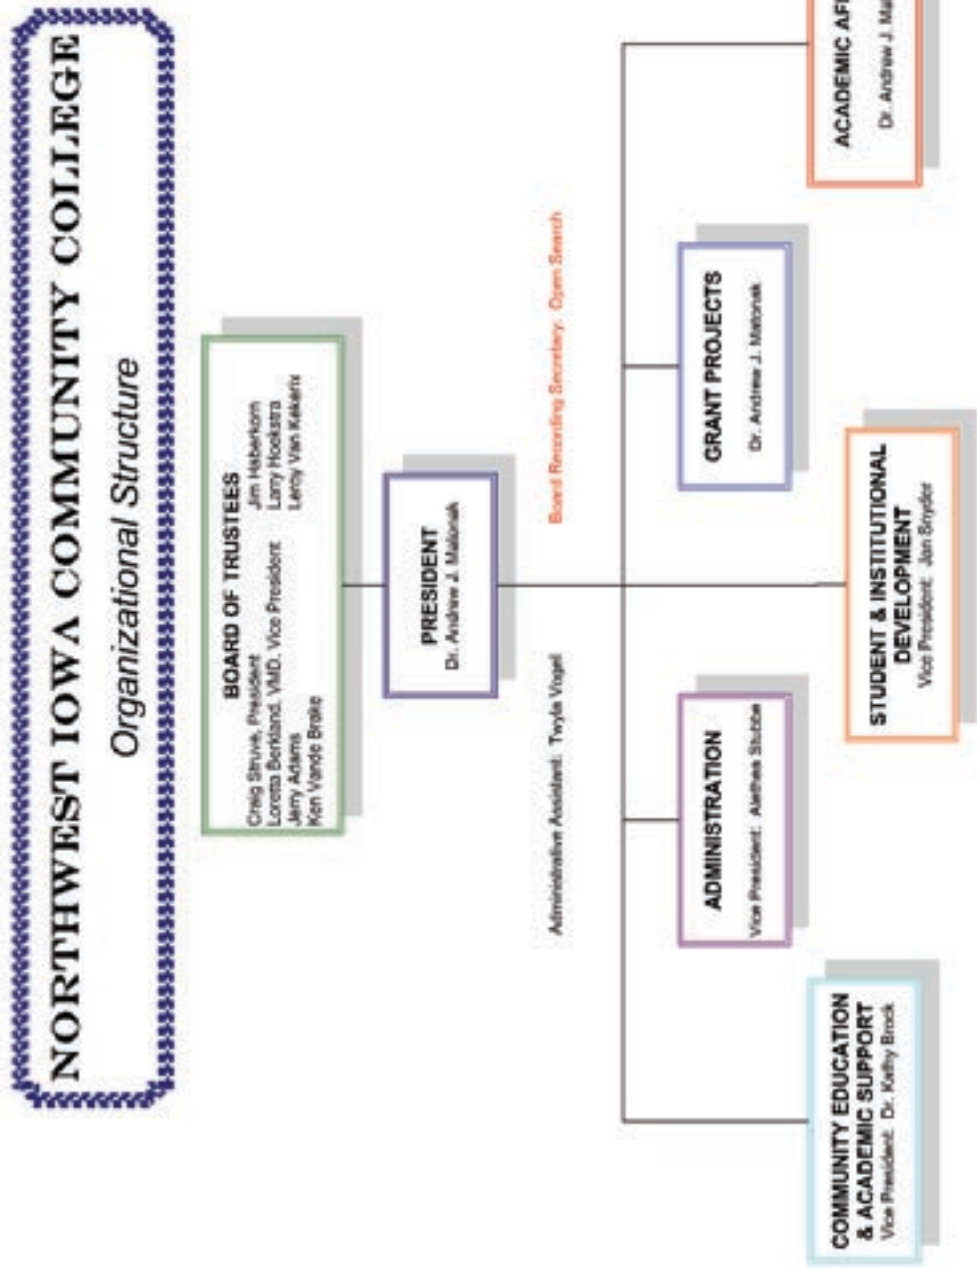 NORTHWEST IOWA COMMUNITY COLLEGE
Organizational Structure
BOARD OF TRUSTEES
Craig Struve, President
Loretta Berkland, VMD, Vice President
Jerry Adams
Ken Vande Brake
Jim Haberkorn
Larry Hoekstra
Leroy Van Kekerix
PRESIDENT
Dr. Andrew J. Matonak
Administrative Assistant: Twyla Vogel
Board Recording Secretary: Open Search
COMMUNITY EDUCATION
& ACADEMIC SUPPORT
Vice President: Dr. Kathy Brock
ADMINISTRATION
Vice President: Alethea Stubbe
STUDENT & INSTITUTIONAL
DEVELOPMENT
Vice President: Jan Snyder
GRANT PROJECTS
Dr. Andrew J. Matonak
ACADEMIC
Dr. Andrew J.